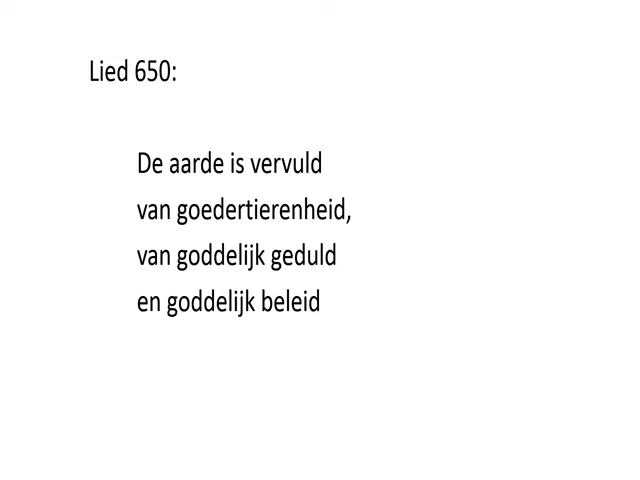 Lied 650:
De aarde is vervuld
van goedertierenheid,
van goddelijk geduld
en goddelijk beleid